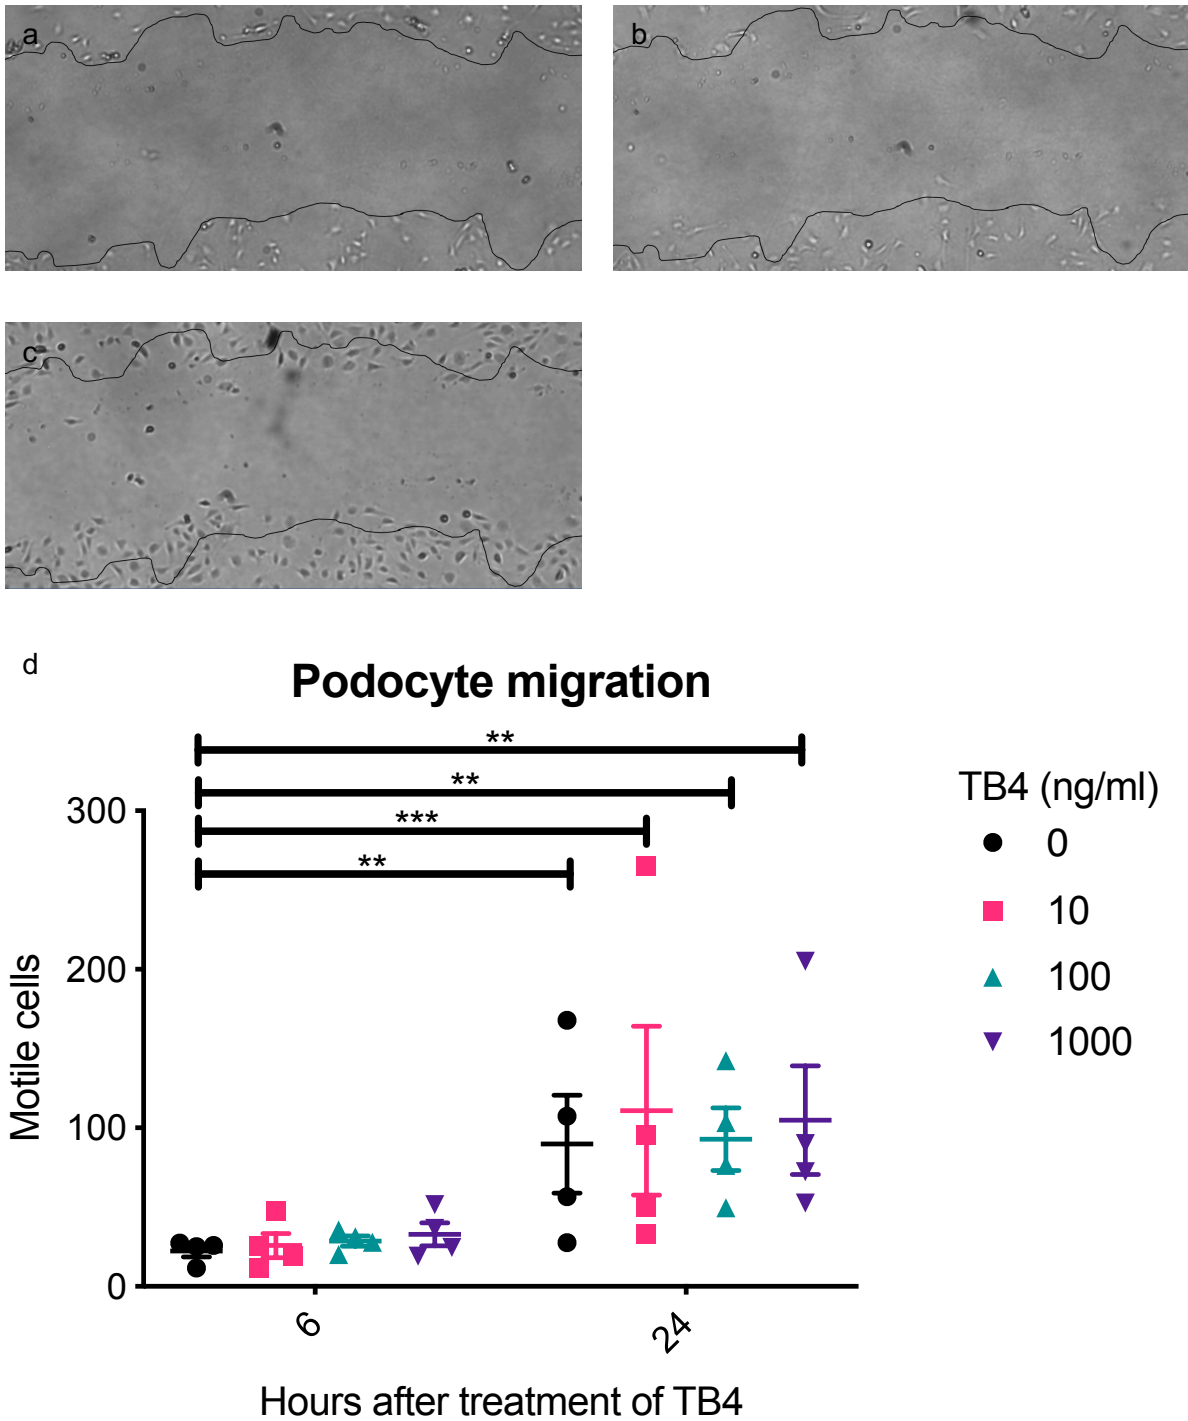 a
b
c
d
Podocyte migration
**
**
***
**
300
200
100
0
Motile cells
6
24
Hours after treatment of TB4
TB4 (ng/ml)
0
10
100
1000